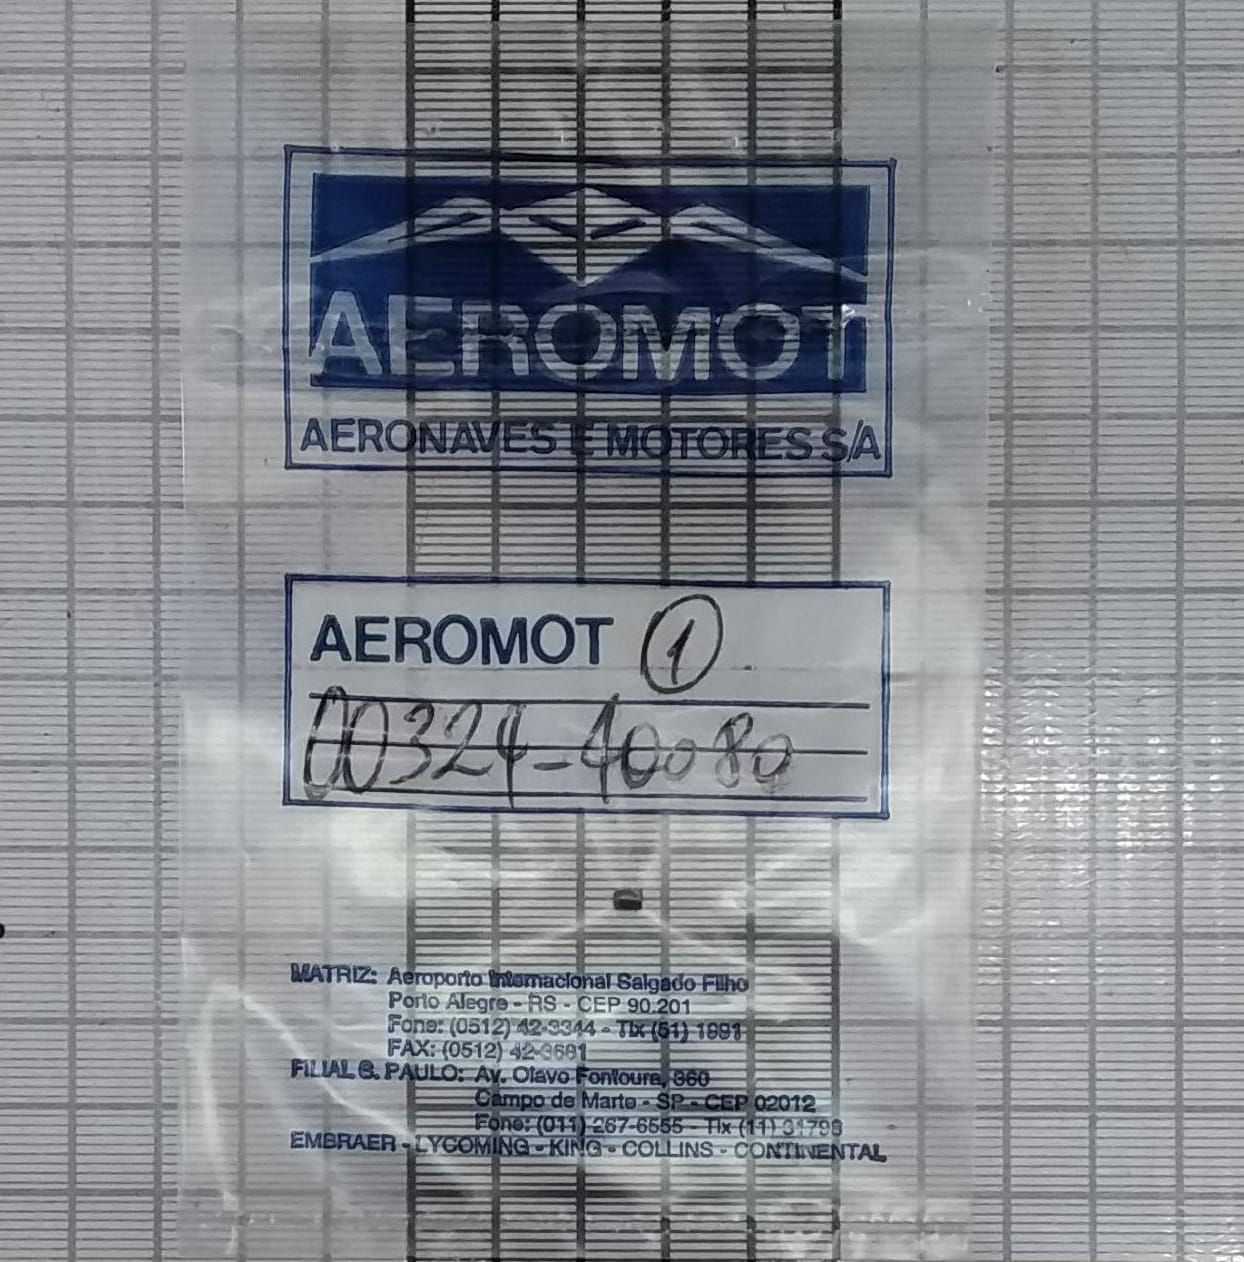 AEROMOT
AERONAVES E MOTORES S/A
AEROMOT 1
00324-40080
MATRIZ: Aeroporto Internacional Salgado Filho
Porto Alegre - RS - CEP 90.201
Fone: (0512) 42-3344 - Tlx (51) 1991
FAX: (0512) 42-3681
FILIAL S. PAULO: Av. Olavo Fontoura, 360
Campo de Marte - SP - CEP 02012
Fone: (011) 267-6555 - Tlx (11) 31798
EMBRAER - LYCOMING - KING - COLLINS - CONTINENTAL